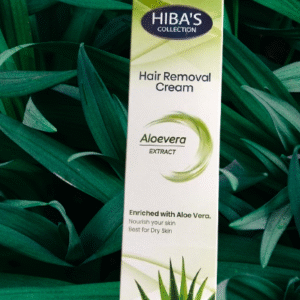 HIBA'S
COLLECTION
Hair Removal
Cream
Aloevera
EXTRACT
Enriched with Aloe Vera.
Nourish your skin
Best for Dry Skin